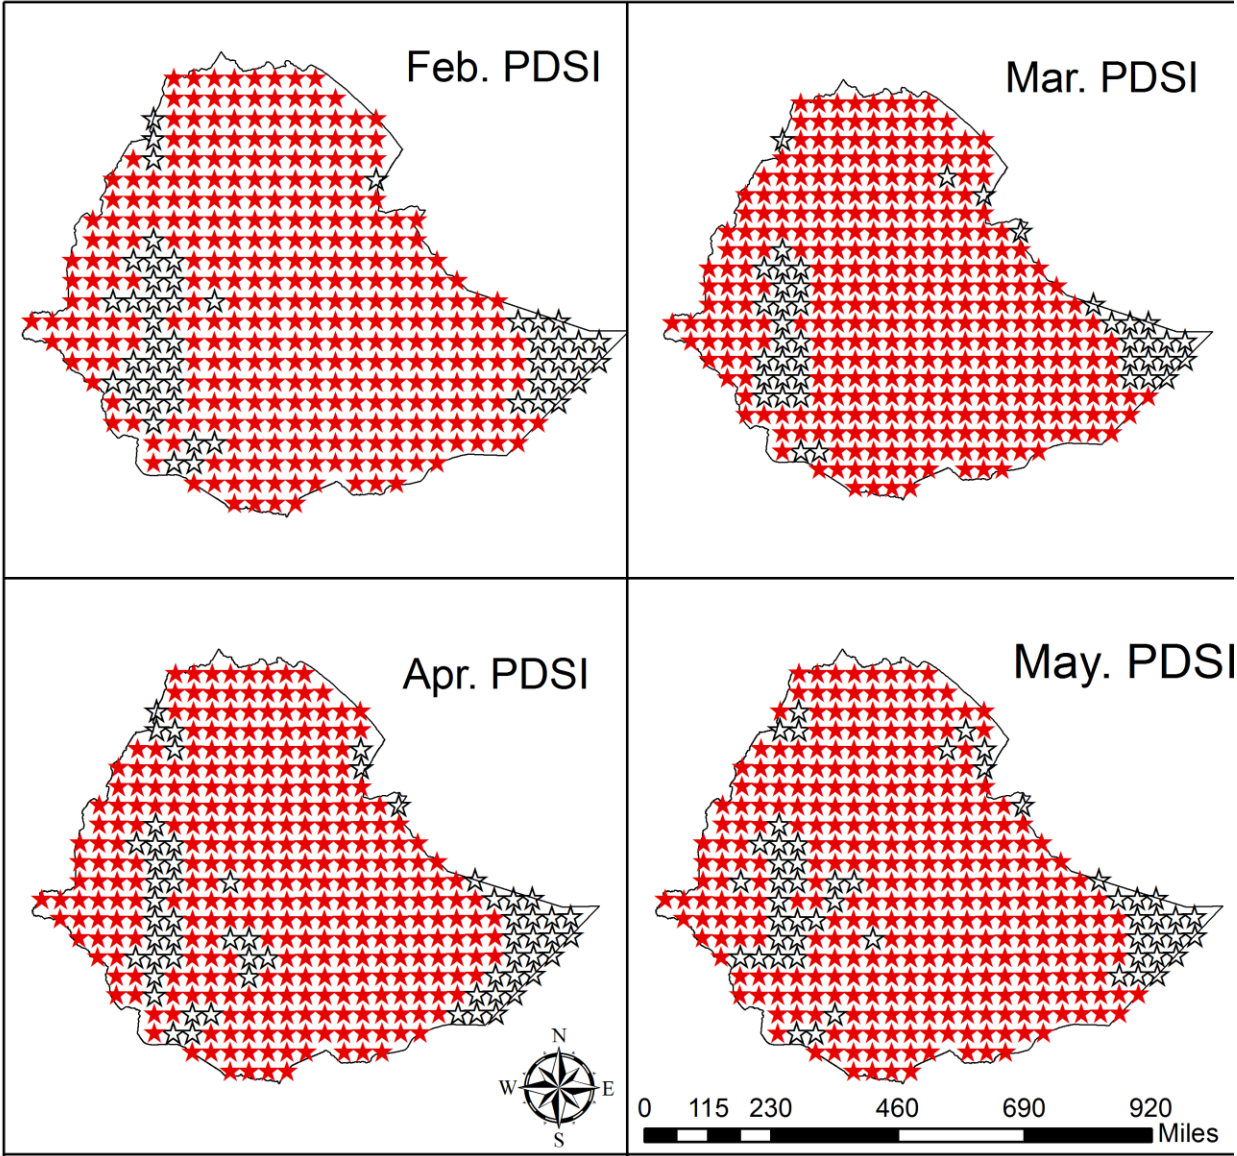 Feb. PDSI
Mar. PDSI
Apr. PDSI
May. PDSI
N
W E
S
0 115 230 460 690 920
Miles